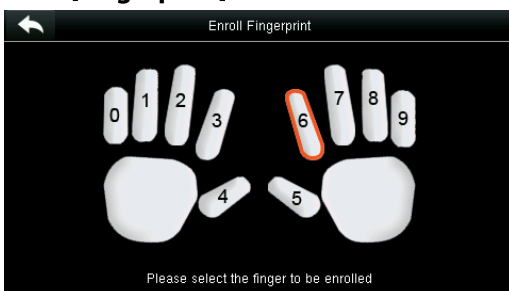 Enroll Fingerprint
0 1 2 3 6 7 8 9
4 5
Please select the finger to be enrolled